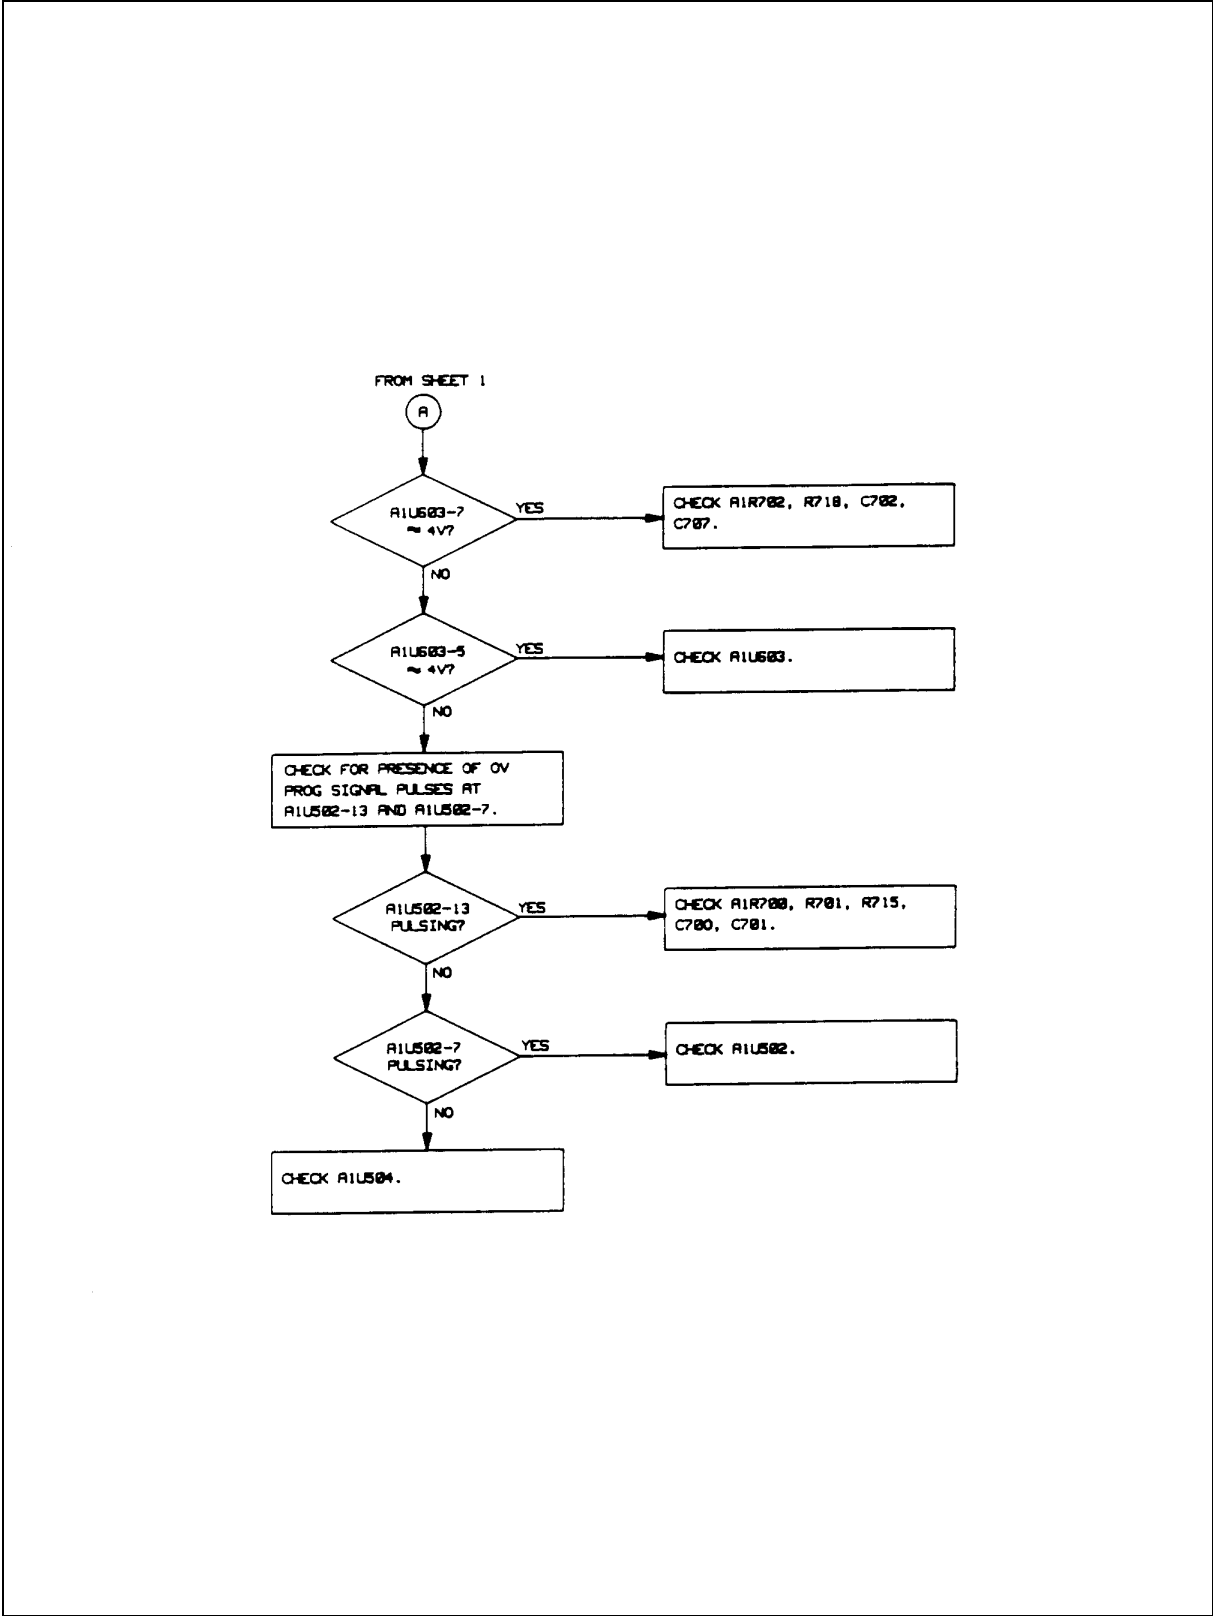 FROM SHEET 1
A
A1U603-7
≈ 4V?
YES
CHECK A1R702, R718, C702,
C707.
NO
A1U603-5
≈ 4V?
YES
CHECK A1U603.
NO
CHECK FOR PRESENCE OF OV
PROG SIGNAL PULSES AT
A1U502-13 AND A1U502-7.
A1U502-13
PULSING?
YES
CHECK A1R700, R701, R715,
C700, C701.
NO
A1U502-7
PULSING?
YES
CHECK A1U502.
NO
CHECK A1U504.